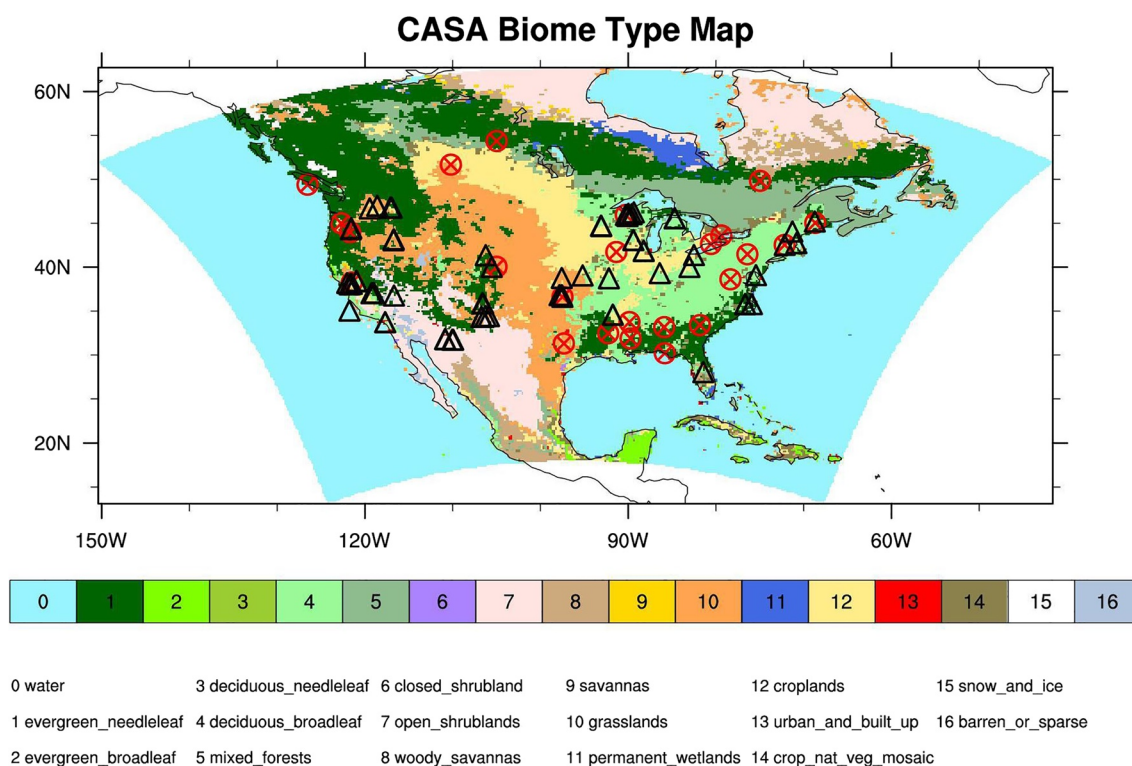 CASA Biome Type Map
60N
40N
20N
150W 120W 90W 60W
0 1 2 3 4 5 6 7 8 9 10 11 12 13 14 15 16
0 water 3 deciduous_needleleaf 6 closed_shrubland 9 savannas 12 croplands 15 snow_and_ice
1 evergreen_needleleaf 4 deciduous_broadleaf 7 open_shrublands 10 grasslands 13 urban_and_built_up 16 barren_or_sparse
2 evergreen_broadleaf 5 mixed_forests 8 woody_savannas 11 permanent_wetlands 14 crop_nat_veg_mosaic